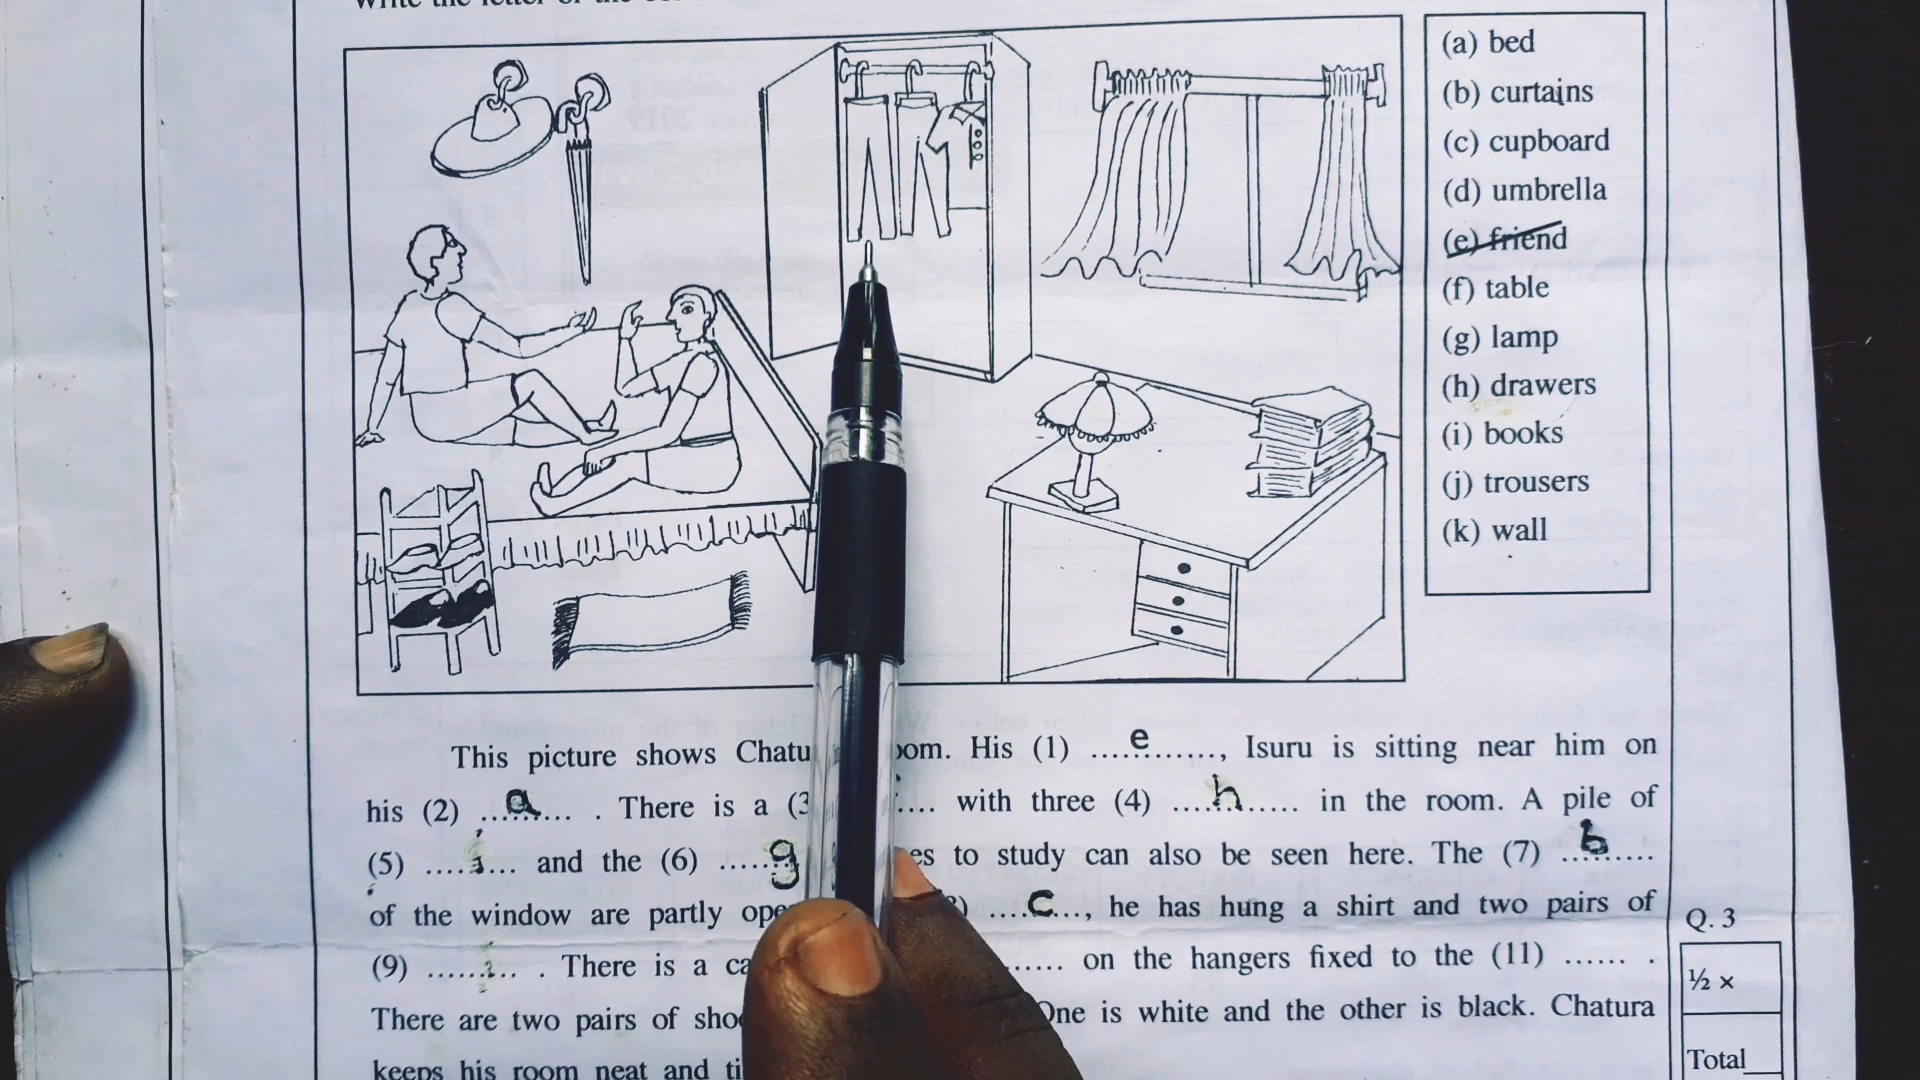 (a) bed
(b) curtains
(c) cupboard
(d) umbrella
(e) friend
(f) table
(g) lamp
(h) drawers
(i) books
(j) trousers
(k) wall
This picture shows Chatu oom. His (1) ....e......, Isuru is sitting near him on
his (2) ...a...... . There is a (3 .... with three (4) ....h...... in the room. A pile of
(5) ....i.... and the (6) .....g es to study can also be seen here. The (7) ..b.....
of the window are partly ope ) ....c...., he has hung a shirt and two pairs of
(9) ......... . There is a ca ...... on the hangers fixed to the (11) ...... .
There are two pairs of shoe One is white and the other is black. Chatura
keeps his room neat and ti
Q. 3
½ ×
Total